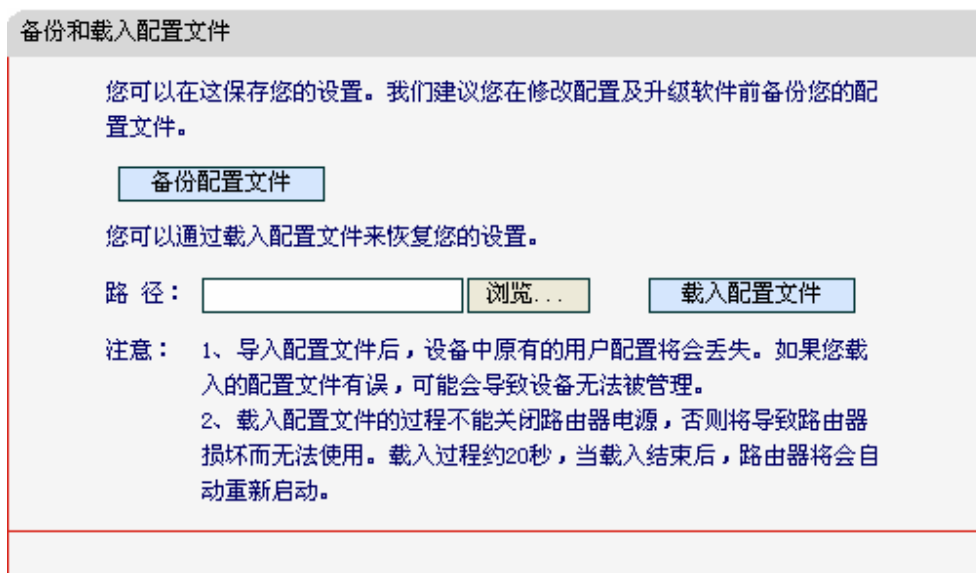 备份和载入配置文件
您可以在这保存您的设置。我们建议您在修改配置及升级软件前备份您的配
置文件。
备份配置文件
您可以通过载入配置文件来恢复您的设置。
路 径： 浏览... 载入配置文件
注意： 1、导入配置文件后，设备中原有的用户配置将会丢失。如果您载
入的配置文件有误，可能会导致设备无法被管理。
2、载入配置文件的过程不能关闭路由器电源，否则将导致路由器
损坏而无法使用。载入过程约20秒，当载入结束后，路由器将会自
动重新启动。